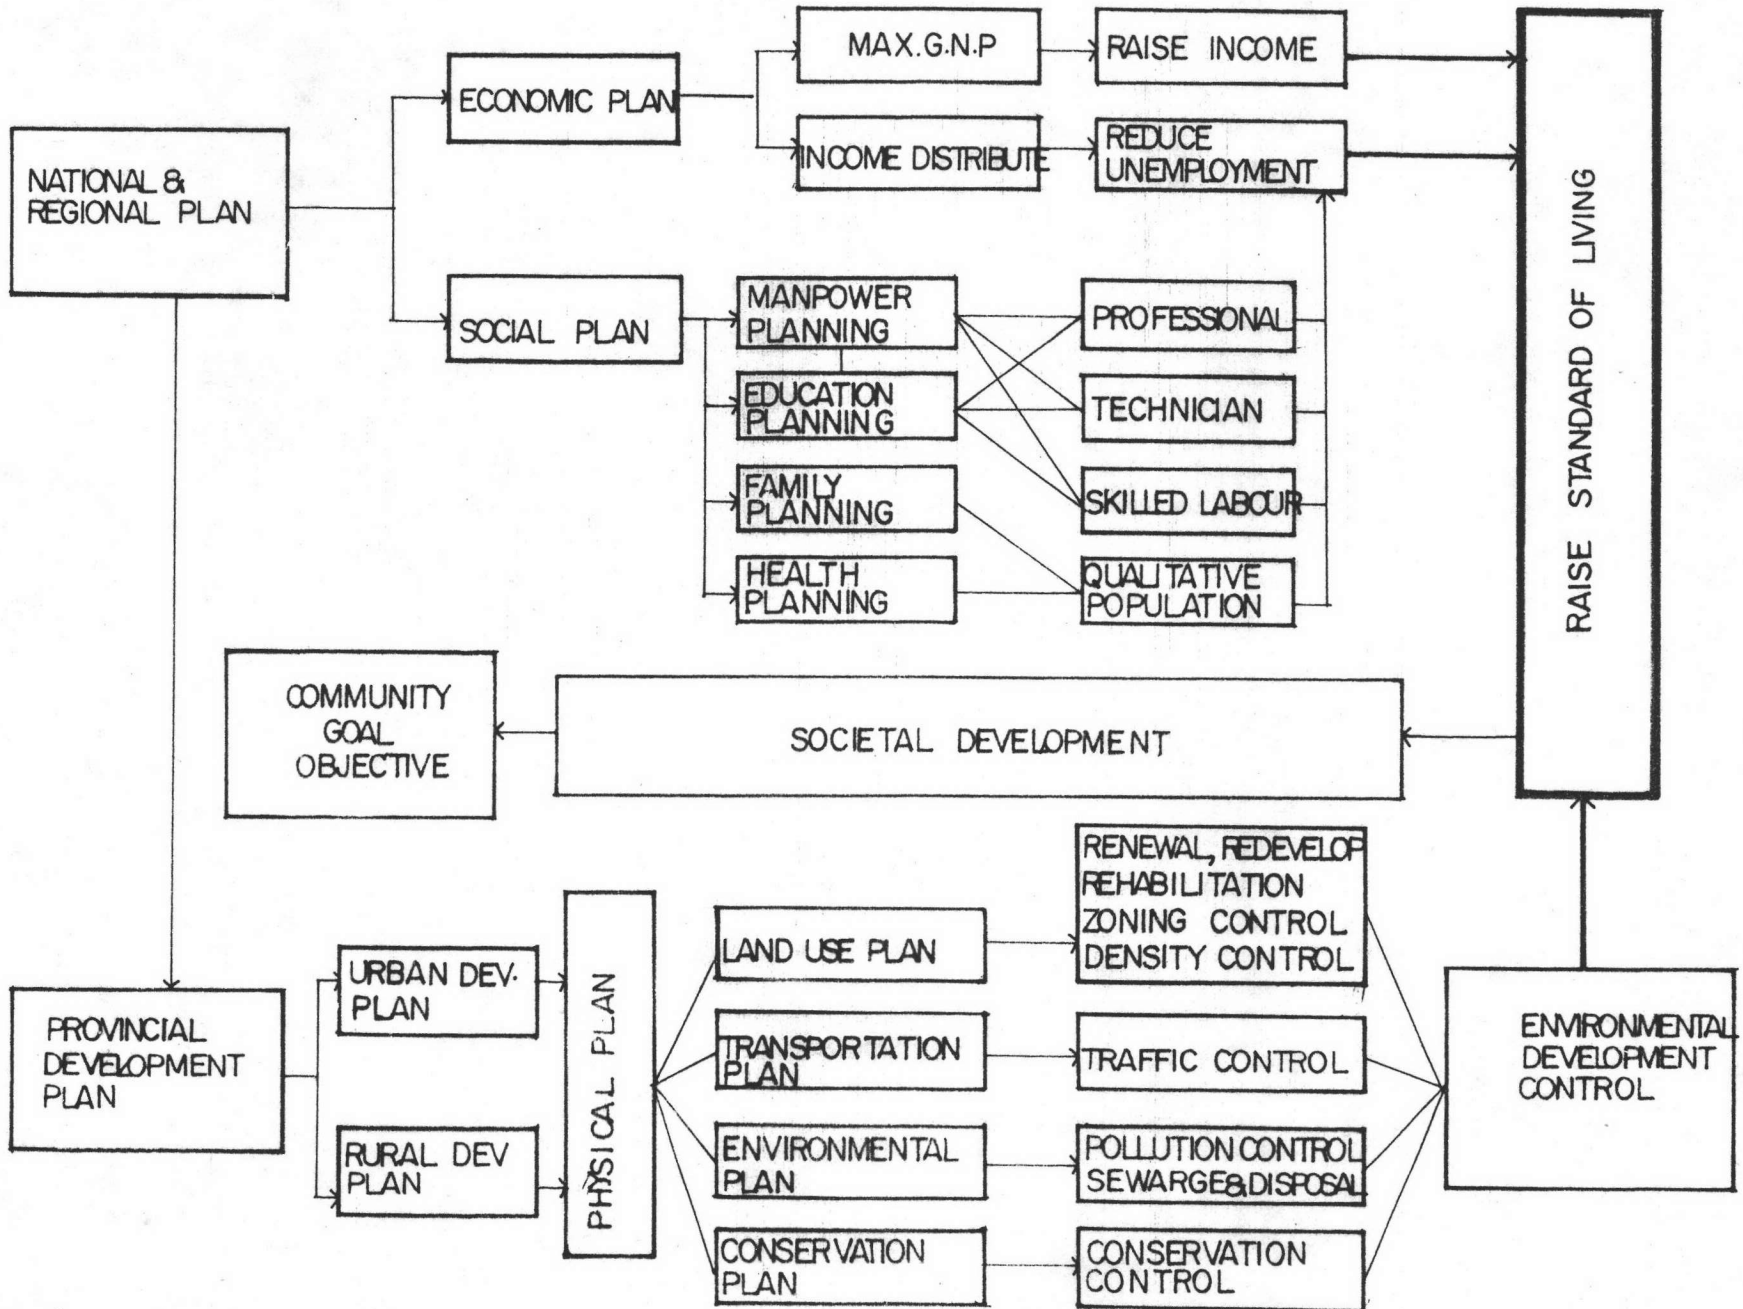 MAX.G.N.P
RAISE INCOME
ECONOMIC PLAN
INCOME DISTRIBUTE
REDUCE
UNEMPLOYMENT
NATIONAL &
REGIONAL PLAN
SOCIAL PLAN
MANPOWER
PLANNING
EDUCATION
PLANNING
FAMILY
PLANNING
HEALTH
PLANNING
PROFESSIONAL
TECHNICIAN
SKILLED LABOUR
QUALITATIVE
POPULATION
RAISE STANDARD OF LIVING
COMMUNITY
GOAL
OBJECTIVE
SOCIETAL DEVELOPMENT
PROVINCIAL
DEVELOPMENT
PLAN
URBAN DEV.
PLAN
RURAL DEV
PLAN
PHYSICAL PLAN
LAND USE PLAN
TRANSPORTATION
PLAN
ENVIRONMENTAL
PLAN
CONSERVATION
PLAN
RENEWAL, REDEVELOP
REHABILITATION
ZONING CONTROL
DENSITY CONTROL
TRAFFIC CONTROL
POLLUTION CONTROL
SEWARGE&DISPOSAL
CONSERVATION
CONTROL
ENVIRONMENTAL
DEVELOPMENT
CONTROL